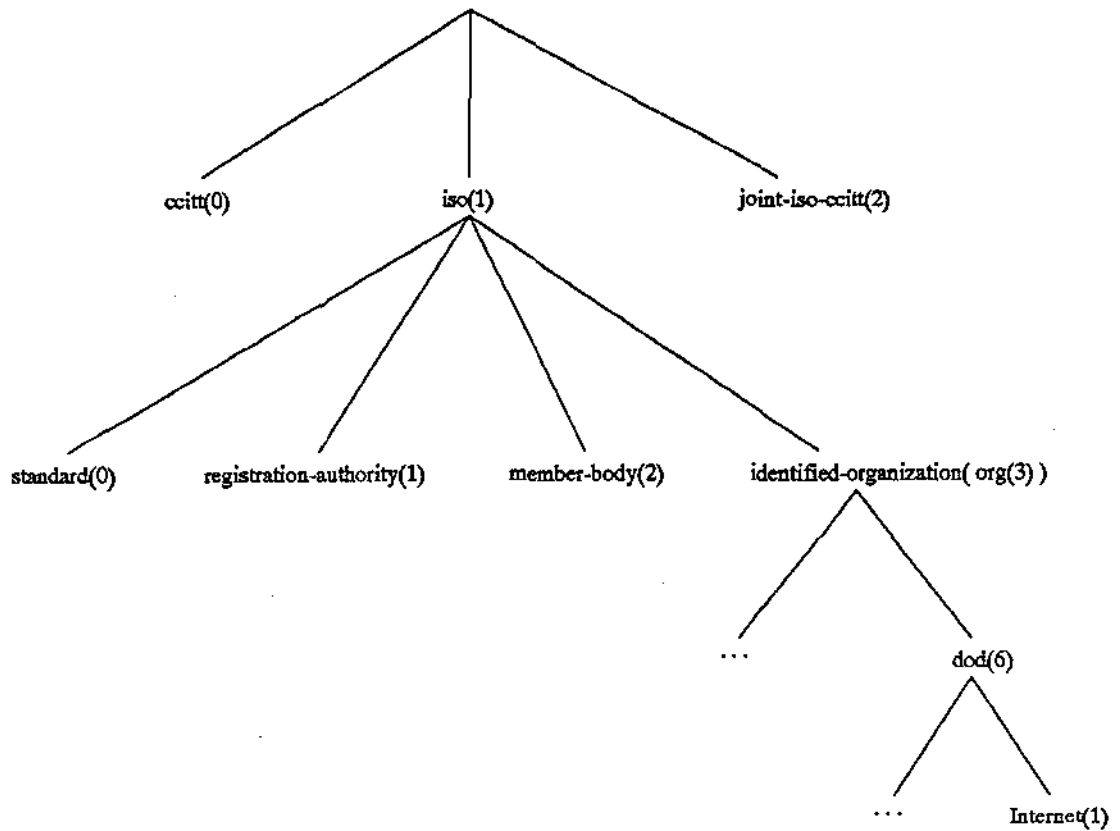 ccitt(0) iso(1) joint-iso-ccitt(2)
standard(0) registration-authority(1) member-body(2) identified-organization( org(3) )
... dod(6)
... Internet(1)